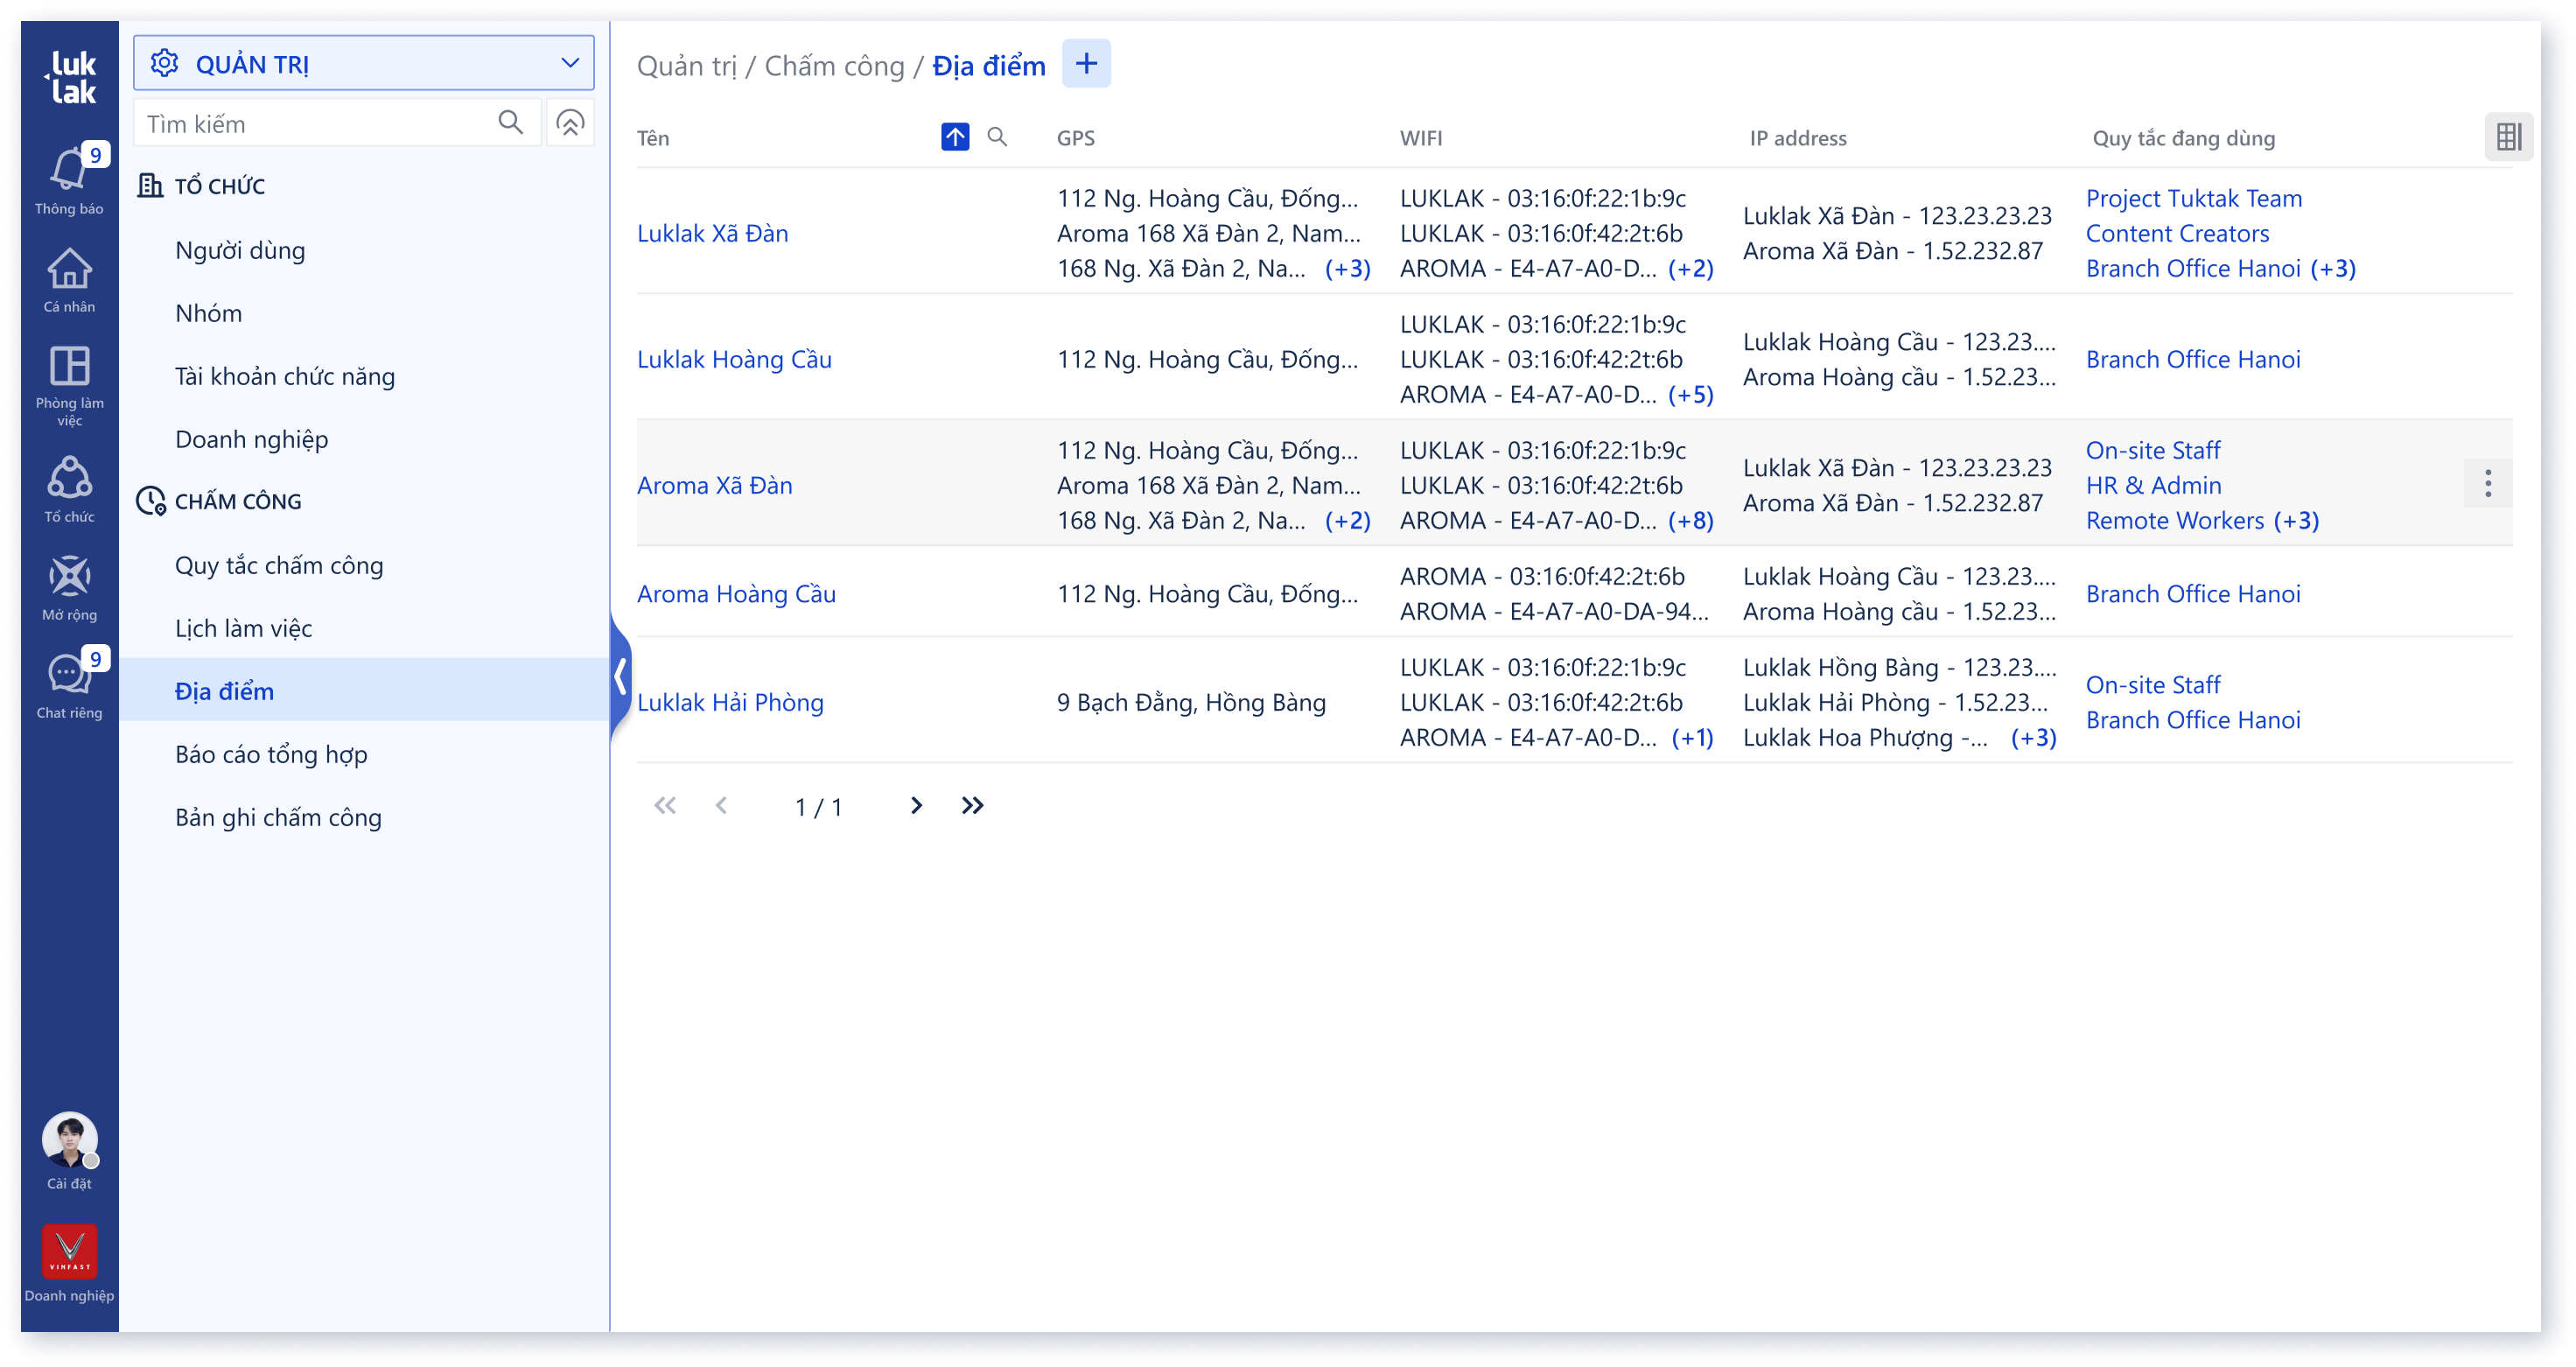 luk
lak
9
Thông báo
Cá nhân
Phòng làm
việc
Tổ chức
Mở rộng
9
Chat riêng
Cài đặt
VINFAST
Doanh nghiệp
QUẢN TRỊ
Tìm kiếm
TỔ CHỨC
Người dùng
Nhóm
Tài khoản chức năng
Doanh nghiệp
CHẤM CÔNG
Quy tắc chấm công
Lịch làm việc
Địa điểm
Báo cáo tổng hợp
Bản ghi chấm công
Quản trị / Chấm công / Địa điểm
Tên GPS WIFI IP address Quy tắc đang dùng
Luklak Xã Đàn
112 Ng. Hoàng Cầu, Đống...
Aroma 168 Xã Đàn 2, Nam...
168 Ng. Xã Đàn 2, Na... (+3)
LUKLAK - 03:16:0f:22:1b:9c
LUKLAK - 03:16:0f:42:2t:6b
AROMA - E4-A7-A0-D... (+2)
Luklak Xã Đàn - 123.23.23.23
Aroma Xã Đàn - 1.52.232.87
Project Tuktak Team
Content Creators
Branch Office Hanoi (+3)
Luklak Hoàng Cầu
112 Ng. Hoàng Cầu, Đống...
LUKLAK - 03:16:0f:22:1b:9c
LUKLAK - 03:16:0f:42:2t:6b
AROMA - E4-A7-A0-D... (+5)
Luklak Hoàng Cầu - 123.23....
Aroma Hoàng cầu - 1.52.23...
Branch Office Hanoi
Aroma Xã Đàn
112 Ng. Hoàng Cầu, Đống...
Aroma 168 Xã Đàn 2, Nam...
168 Ng. Xã Đàn 2, Na... (+2)
LUKLAK - 03:16:0f:22:1b:9c
LUKLAK - 03:16:0f:42:2t:6b
AROMA - E4-A7-A0-D... (+8)
Luklak Xã Đàn - 123.23.23.23
Aroma Xã Đàn - 1.52.232.87
On-site Staff
HR & Admin
Remote Workers (+3)
Aroma Hoàng Cầu
112 Ng. Hoàng Cầu, Đống...
AROMA - 03:16:0f:42:2t:6b
AROMA - E4-A7-A0-DA-94...
Luklak Hoàng Cầu - 123.23....
Aroma Hoàng cầu - 1.52.23...
Branch Office Hanoi
Luklak Hải Phòng
9 Bạch Đằng, Hồng Bàng
LUKLAK - 03:16:0f:22:1b:9c
LUKLAK - 03:16:0f:42:2t:6b
AROMA - E4-A7-A0-D... (+1)
Luklak Hồng Bàng - 123.23....
Luklak Hải Phòng - 1.52.23...
Luklak Hoa Phượng -... (+3)
On-site Staff
Branch Office Hanoi
1 / 1